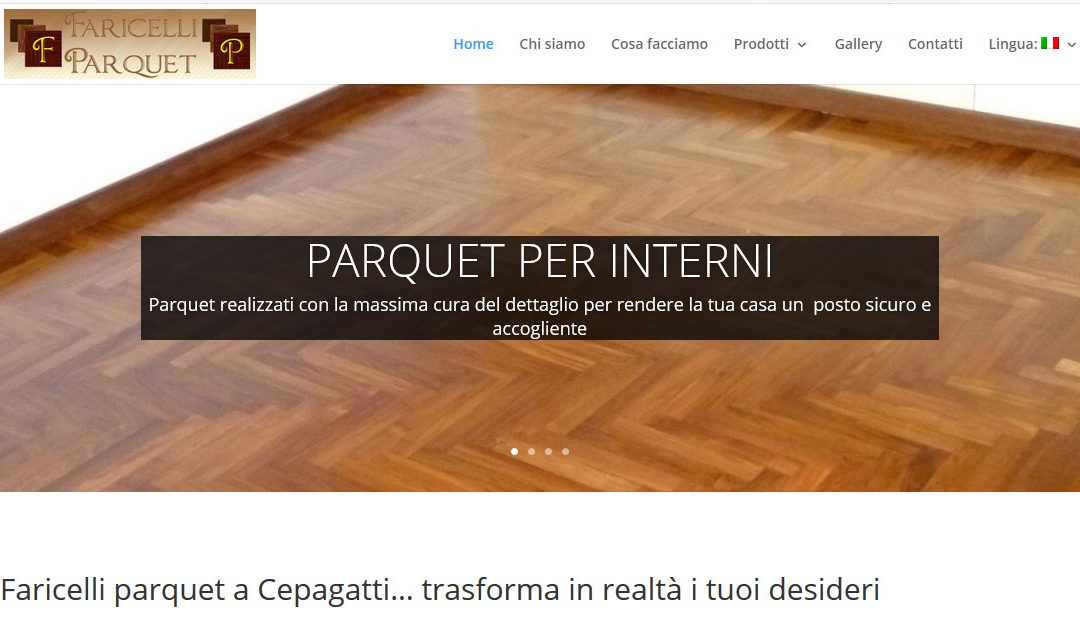 FARICELLI
F PARQUET P
Home Chi siamo Cosa facciamo Prodotti Gallery Contatti Lingua:
PARQUET PER INTERNI
Parquet realizzati con la massima cura del dettaglio per rendere la tua casa un posto sicuro e
accogliente
Faricelli parquet a Cepagatti... trasforma in realtà i tuoi desideri